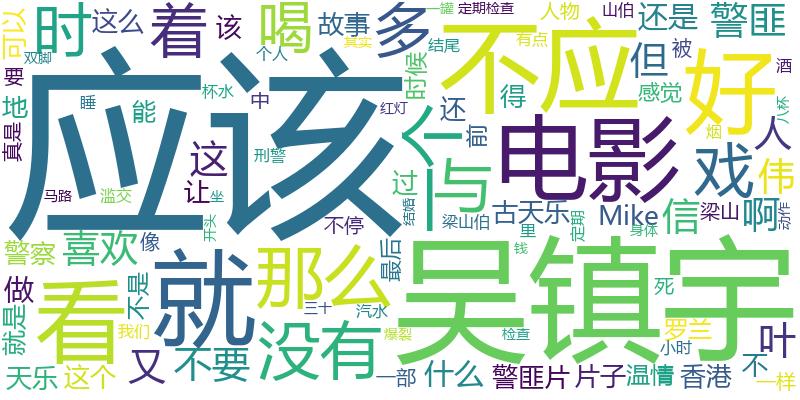 可以
时
这么
着
该
喝
故事
多
一罐
定期检查
人物
山伯
还是
警匪
双脚
个人
莫实
结尾
有点
但
被
酒
要
真是
地
睡
能
杯水
中
应该
红灯
时候
不应
得
感觉
好
八杯
烟
人
这
让
刑警
个
还
前
电影
戏
伟
马路
滥交
坐
过
一
与
结婚
梁山伯
古天乐
里
定期
Mike
身体
信
梁山
啊
动作
警察
喜欢
像
开头
不停
最后
钱
做
不是
就
那么
吴镇宇
死
就是
看
我们
三十
汽水
爆裂
检查
罗兰
叶
小时
天乐
这个
又
不要
没有
一部
什么
警匪片
片子
温情
香港
不
一样